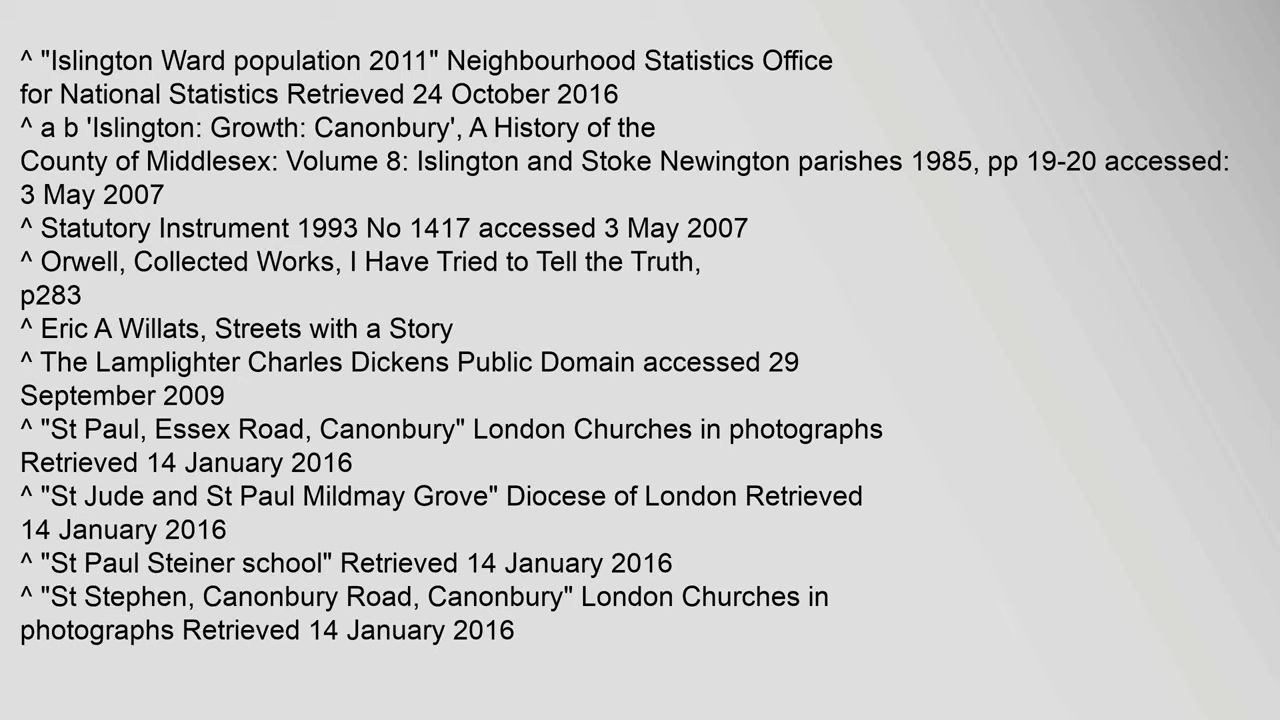 ^ "Islington Ward population 2011" Neighbourhood Statistics Office
for National Statistics Retrieved 24 October 2016
^ a b 'Islington: Growth: Canonbury', A History of the
County of Middlesex: Volume 8: Islington and Stoke Newington parishes 1985, pp 19-20 accessed:
3 May 2007
^ Statutory Instrument 1993 No 1417 accessed 3 May 2007
^ Orwell, Collected Works, I Have Tried to Tell the Truth,
p283
^ Eric A Willats, Streets with a Story
^ The Lamplighter Charles Dickens Public Domain accessed 29
September 2009
^ "St Paul, Essex Road, Canonbury" London Churches in photographs
Retrieved 14 January 2016
^ "St Jude and St Paul Mildmay Grove" Diocese of London Retrieved
14 January 2016
^ "St Paul Steiner school" Retrieved 14 January 2016
^ "St Stephen, Canonbury Road, Canonbury" London Churches in
photographs Retrieved 14 January 2016